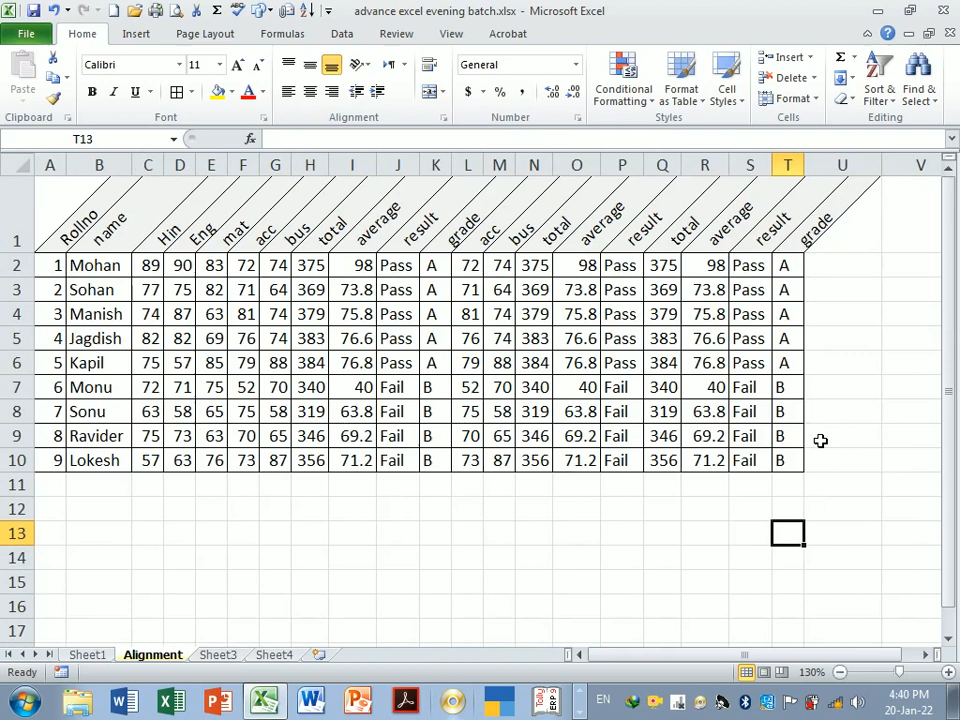 advance excel evening batch.xlsx - Microsoft Excel
File Home Insert Page Layout Formulas Data Review View Acrobat
Paste
Calibri 11
B I U A
General
$ % ,
Conditional Formatting
Format as Table
Cell Styles
Insert
Delete
Format
Sort & Filter
Find & Select
Clipboard Font Alignment Number Styles Cells Editing
T13 fx
A B C D E F G H I J K L M N O P Q R S T U V
1 Rollno name Hin Eng mat acc bus total average result grade acc bus total average result total average result grade
2 1 Mohan 89 90 83 72 74 375 98 Pass A 72 74 375 98 Pass 375 98 Pass A
3 2 Sohan 77 75 82 71 64 369 73.8 Pass A 71 64 369 73.8 Pass 369 73.8 Pass A
4 3 Manish 74 87 63 81 74 379 75.8 Pass A 81 74 379 75.8 Pass 379 75.8 Pass A
5 4 Jagdish 82 82 69 76 74 383 76.6 Pass A 76 74 383 76.6 Pass 383 76.6 Pass A
6 5 Kapil 75 57 85 79 88 384 76.8 Pass A 79 88 384 76.8 Pass 384 76.8 Pass A
7 6 Monu 72 71 75 52 70 340 40 Fail B 52 70 340 40 Fail 340 40 Fail B
8 7 Sonu 63 58 65 75 58 319 63.8 Fail B 75 58 319 63.8 Fail 319 63.8 Fail B
9 8 Ravider 75 73 63 70 65 346 69.2 Fail B 70 65 346 69.2 Fail 346 69.2 Fail B
10 9 Lokesh 57 63 76 73 87 356 71.2 Fail B 73 87 356 71.2 Fail 356 71.2 Fail B
11
12
13
14
15
16
17
Sheet1 Alignment Sheet3 Sheet4
Ready 130%
EN 4:40 PM
20-Jan-22